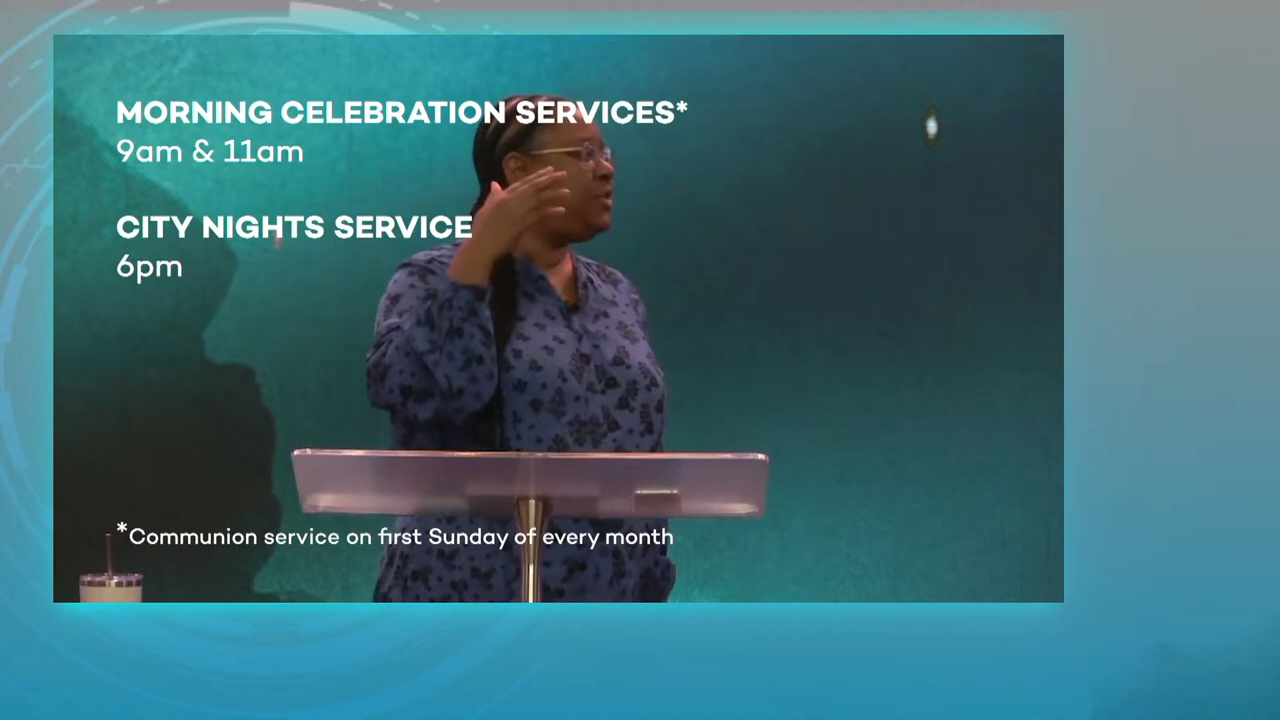 MORNING CELEBRATION SERVICES*
9am & 11am
CITY NIGHTS SERVICE
6pm
*Communion service on first Sunday of every month